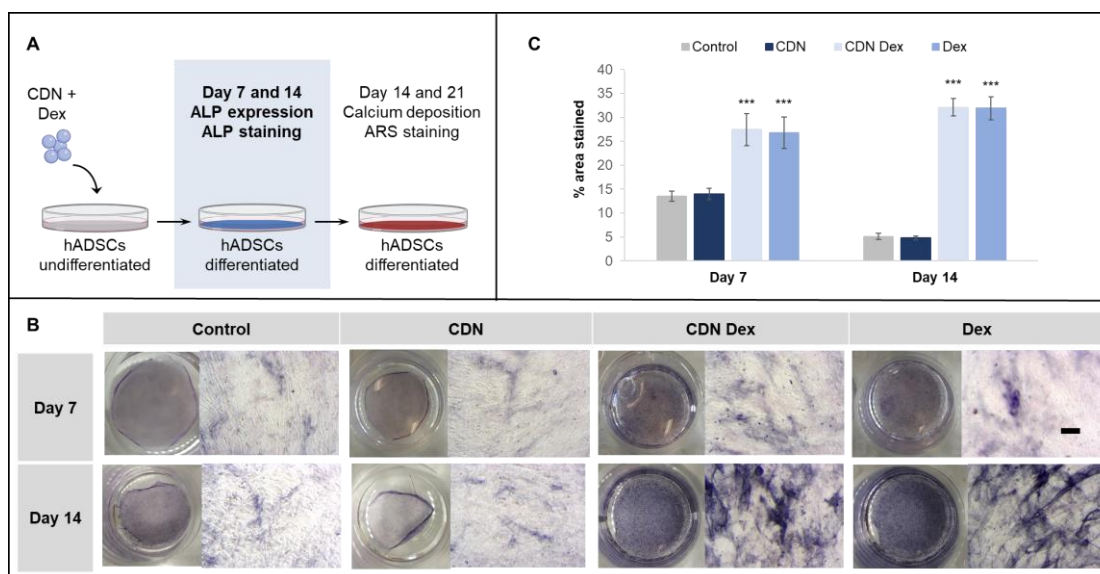 A
CDN +
Dex
Day 7 and 14
ALP expression
ALP staining
Day 14 and 21
Calcium deposition
ARS staining
hADSCs
undifferentiated
hADSCs
differentiated
hADSCs
differentiated
C
Control CDN CDN Dex Dex
% area stained
40
35
30
25
20
15
10
5
0
*** ***
*** ***
Day 7 Day 14
B
Control CDN CDN Dex Dex
Day 7
Day 14